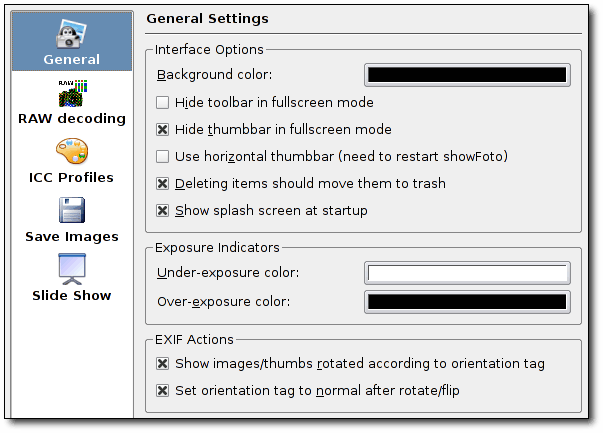 General
RAW
RAW decoding
ICC Profiles
Save Images
Slide Show
General Settings
Interface Options
Background color:
Hide toolbar in fullscreen mode
Hide thumbbar in fullscreen mode
Use horizontal thumbbar (need to restart showFoto)
Deleting items should move them to trash
Show splash screen at startup
Exposure Indicators
Under-exposure color:
Over-exposure color:
EXIF Actions
Show images/thumbs rotated according to orientation tag
Set orientation tag to normal after rotate/flip